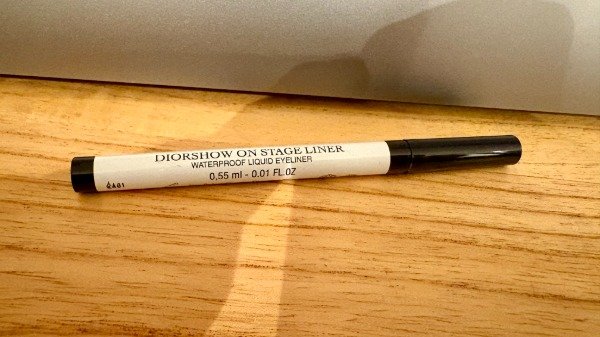 DIORSHOW ON STAGE LINER
WATERPROOF LIQUID EYELINER
0,55 ml - 0.01 FL.OZ